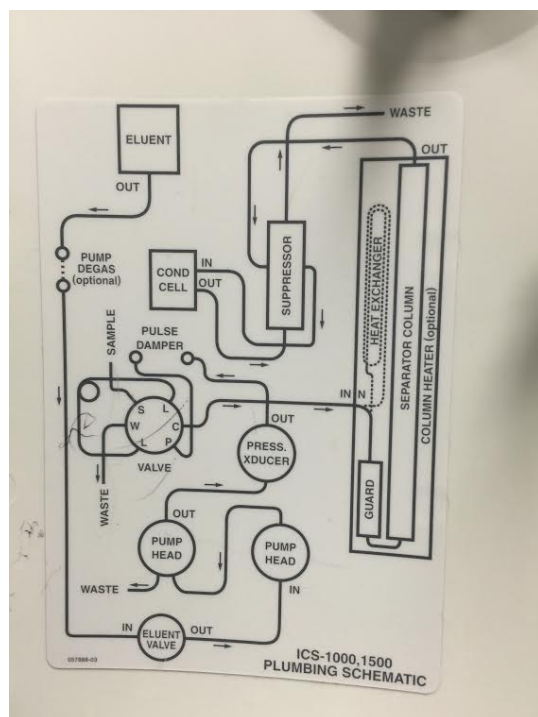 WASTE
ELUENT
OUT
OUT
PUMP
DEGAS
(optional)
COND
CELL
IN
OUT
SUPPRESSOR
HEAT EXCHANGER
SEPARATOR COLUMN
COLUMN HEATER (optional)
SAMPLE
PULSE
DAMPER
IN
IN
S
L
W
C
L
P
VALVE
OUT
PRESS.
XDUCER
WASTE
GUARD
OUT
PUMP
HEAD
PUMP
HEAD
WASTE
IN
IN
ELUENT
VALVE
OUT
ICS-1000,1500
PLUMBING SCHEMATIC